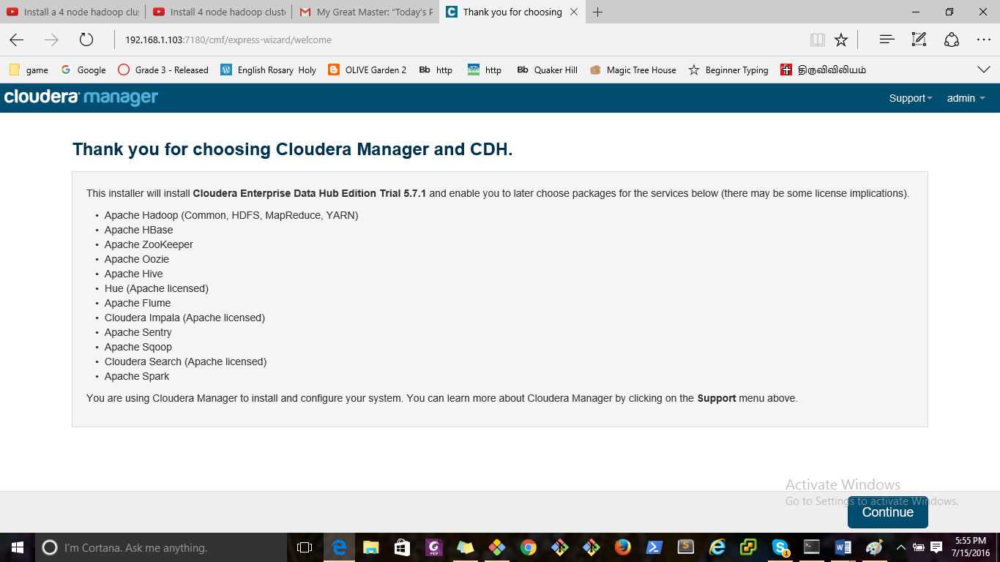 Install a 4 node hadoop clus
Install 4 node hadoop cluste
My Great Master: “Today's P
Thank you for choosing
192.168.1.103:7180/cmf/express-wizard/welcome
game
Google
Grade 3 - Released
English Rosary Holy
OLIVE Garden 2
Bb http
http
Bb Quaker Hill
Magic Tree House
Beginner Typing
திருவிவிலியம்
cloudera manager
Support
admin
Thank you for choosing Cloudera Manager and CDH.
This installer will install Cloudera Enterprise Data Hub Edition Trial 5.7.1 and enable you to later choose packages for the services below (there may be some license implications).
• Apache Hadoop (Common, HDFS, MapReduce, YARN)
• Apache HBase
• Apache ZooKeeper
• Apache Oozie
• Apache Hive
• Hue (Apache licensed)
• Apache Flume
• Cloudera Impala (Apache licensed)
• Apache Sentry
• Apache Sqoop
• Cloudera Search (Apache licensed)
• Apache Spark
You are using Cloudera Manager to install and configure your system. You can learn more about Cloudera Manager by clicking on the Support menu above.
Activate Windows
Go to Settings to activate Windows.
Continue
I'm Cortana. Ask me anything.
5:55 PM
7/15/2016